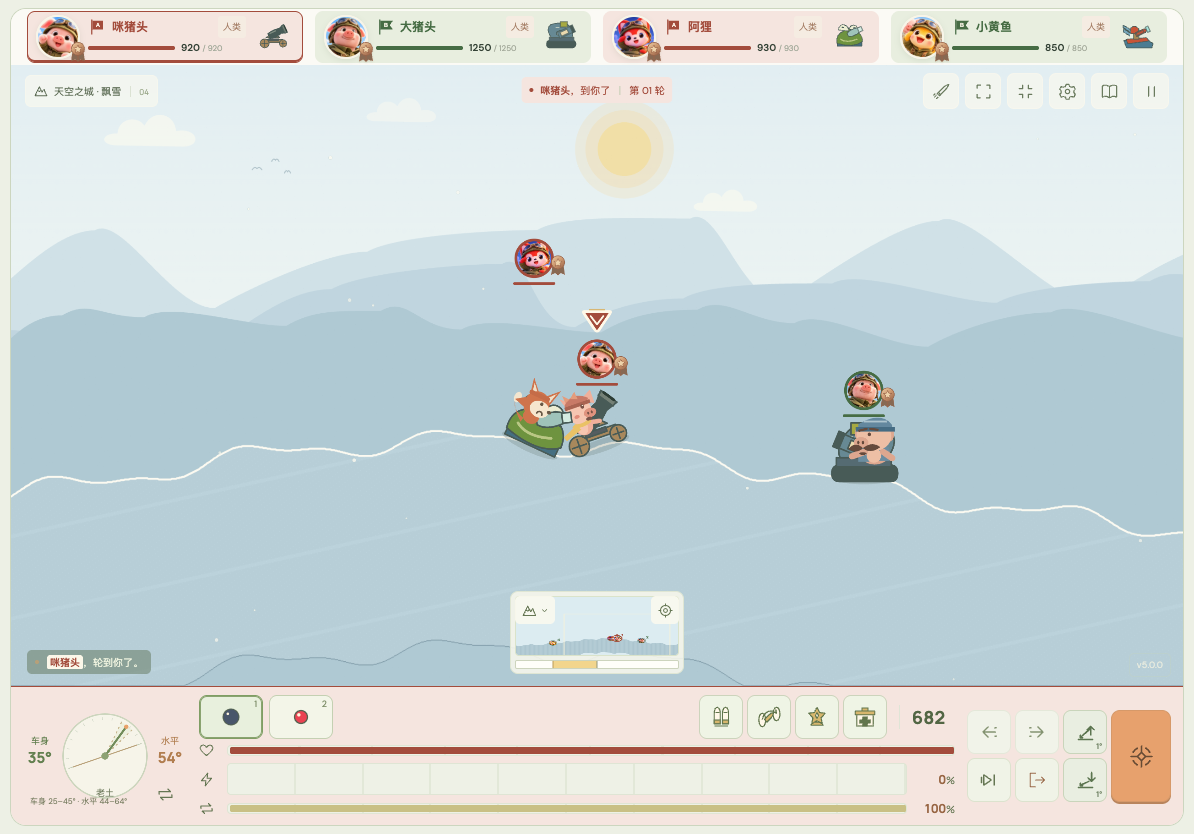 A 咪猪头 人类
920 / 920
B 大猪头 人类
1250 / 1250
A 阿狸 人类
930 / 930
B 小黄鱼 人类
850 / 850
天空之城·飘雪 04
咪猪头，到你了 第 01 轮
咪猪头，轮到你了。
v5.0.0
车身
35°
水平
54°
老土
车身 25–45° · 水平 44–64°
1
2
682
0%
100%
1°
1°